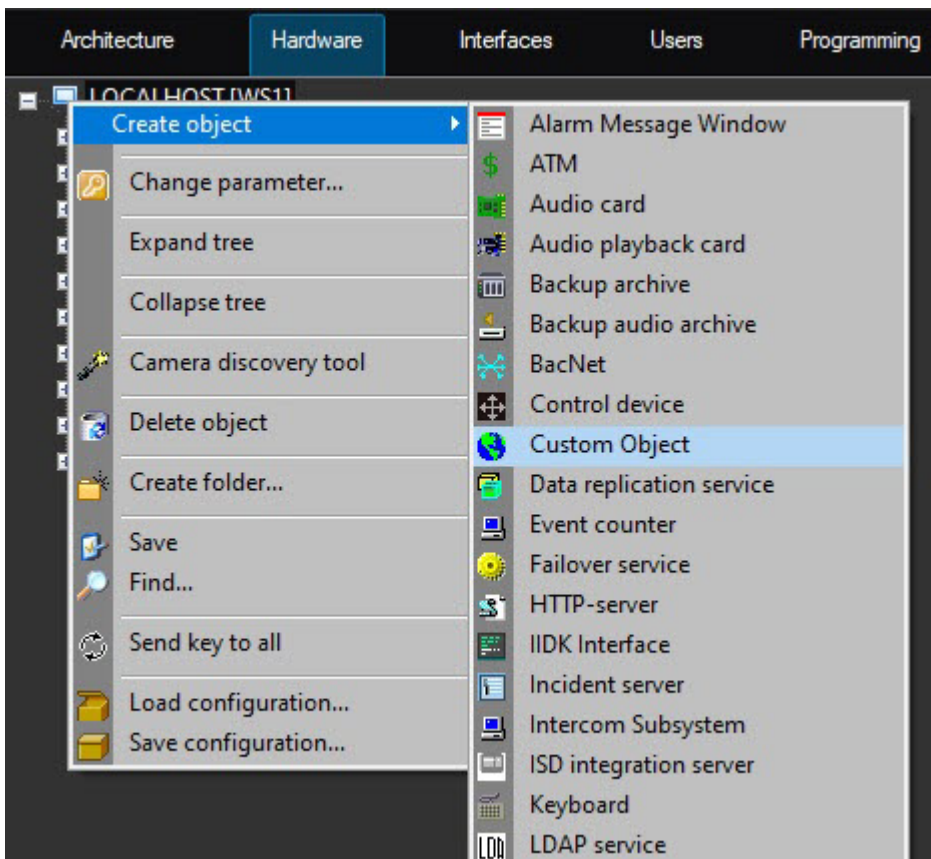 Architecture Hardware Interfaces Users Programming
LOCALHOST [WS1]
Create object
Change parameter...
Expand tree
Collapse tree
Camera discovery tool
Delete object
Create folder...
Save
Find...
Send key to all
Load configuration...
Save configuration...
Alarm Message Window
ATM
Audio card
Audio playback card
Backup archive
Backup audio archive
BacNet
Control device
Custom Object
Data replication service
Event counter
Failover service
HTTP-server
IIDK Interface
Incident server
Intercom Subsystem
ISD integration server
Keyboard
LDAP service